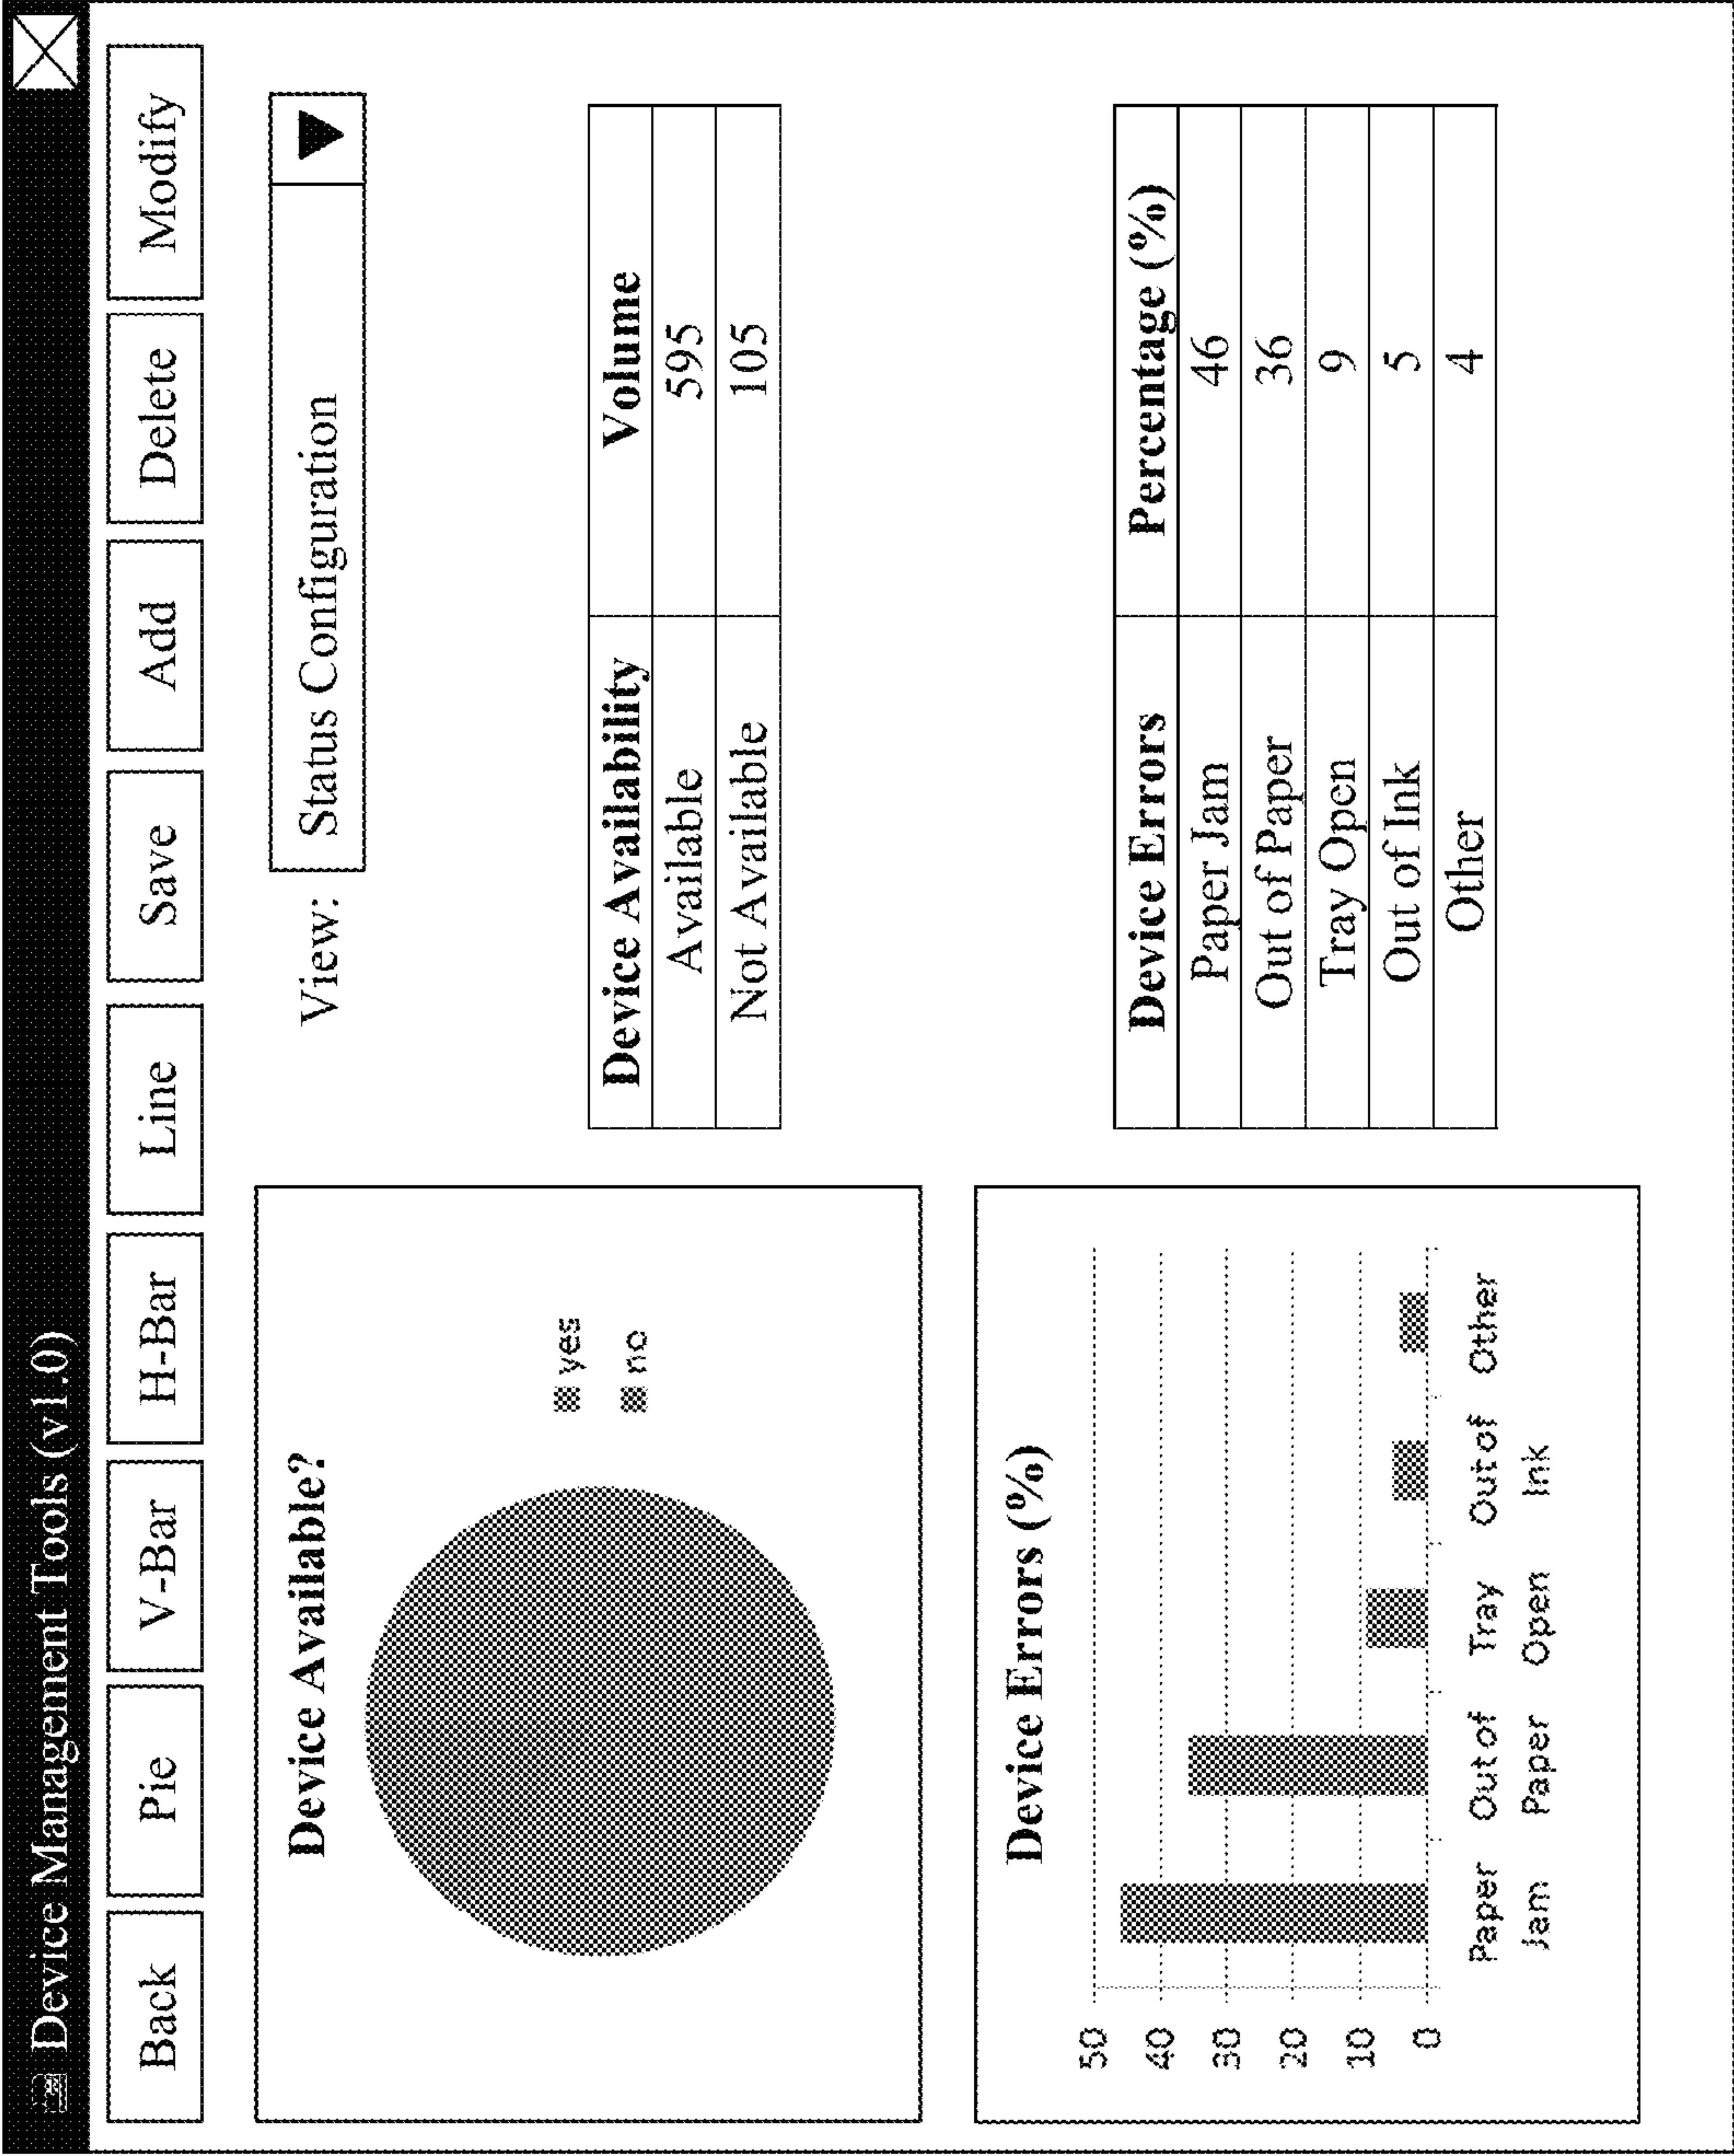 Device Management Tools (v1.0)
Back Pie V-Bar H-Bar Line Save Add Delete Modify
View: Status Configuration
Device Available?
yes
no
Device Availability Volume
Available 595
Not Available 105
Device Errors (%)
50
40
30
20
10
0
Paper Out of Tray Out of Other
Jam Paper Open Ink
Device Errors Percentage (%)
Paper Jam 46
Out of Paper 36
Tray Open 9
Out of Ink 5
Other 4